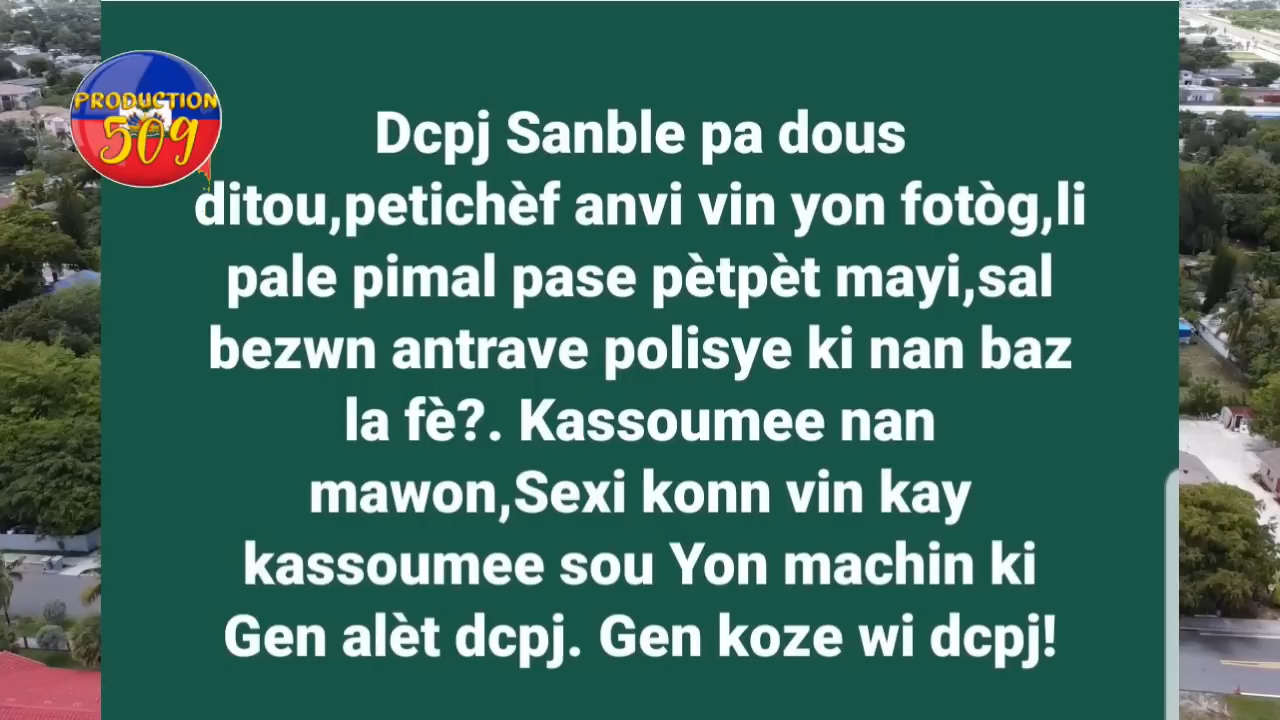 PRODUCTION
509
Dcpj Sanble pa dous
ditou,petichèf anvi vin yon fotòg,li
pale pimal pase pètpèt mayi,sal
bezwn antrave polisye ki nan baz
la fè?. Kassoumee nan
mawon,Sexi konn vin kay
kassoumee sou Yon machin ki
Gen alèt dcpj. Gen koze wi dcpj!